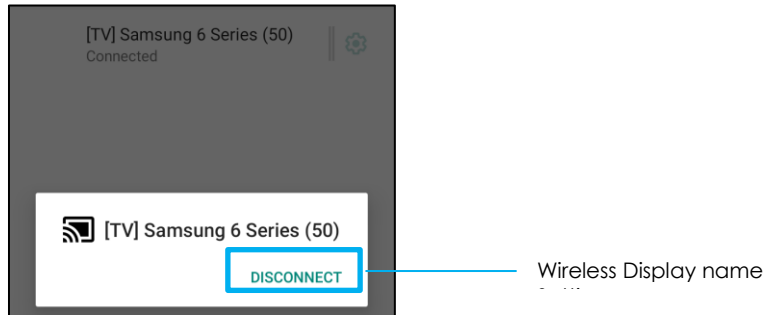 [TV] Samsung 6 Series (50)
Connected
[TV] Samsung 6 Series (50)
DISCONNECT
Wireless Display name